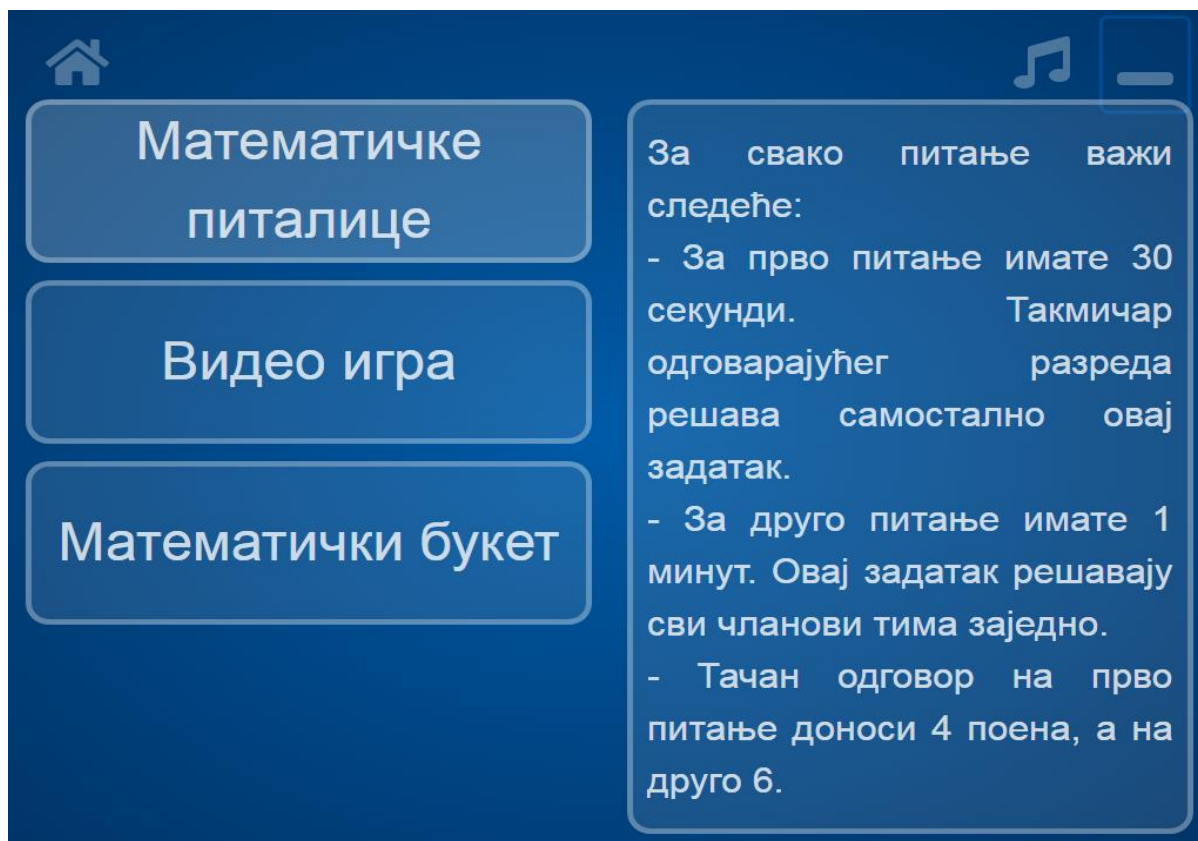 Математичке
питалице
Видео игра
Математички букет
За свако питање важи
следеће:
- За прво питање имате 30
секунди. Такмичар
одговарајућег разреда
решава самостално овај
задатак.
- За друго питање имате 1
минут. Овај задатак решавају
сви чланови тима заједно.
- Тачан одговор на прво
питање доноси 4 поена, а на
друго 6.